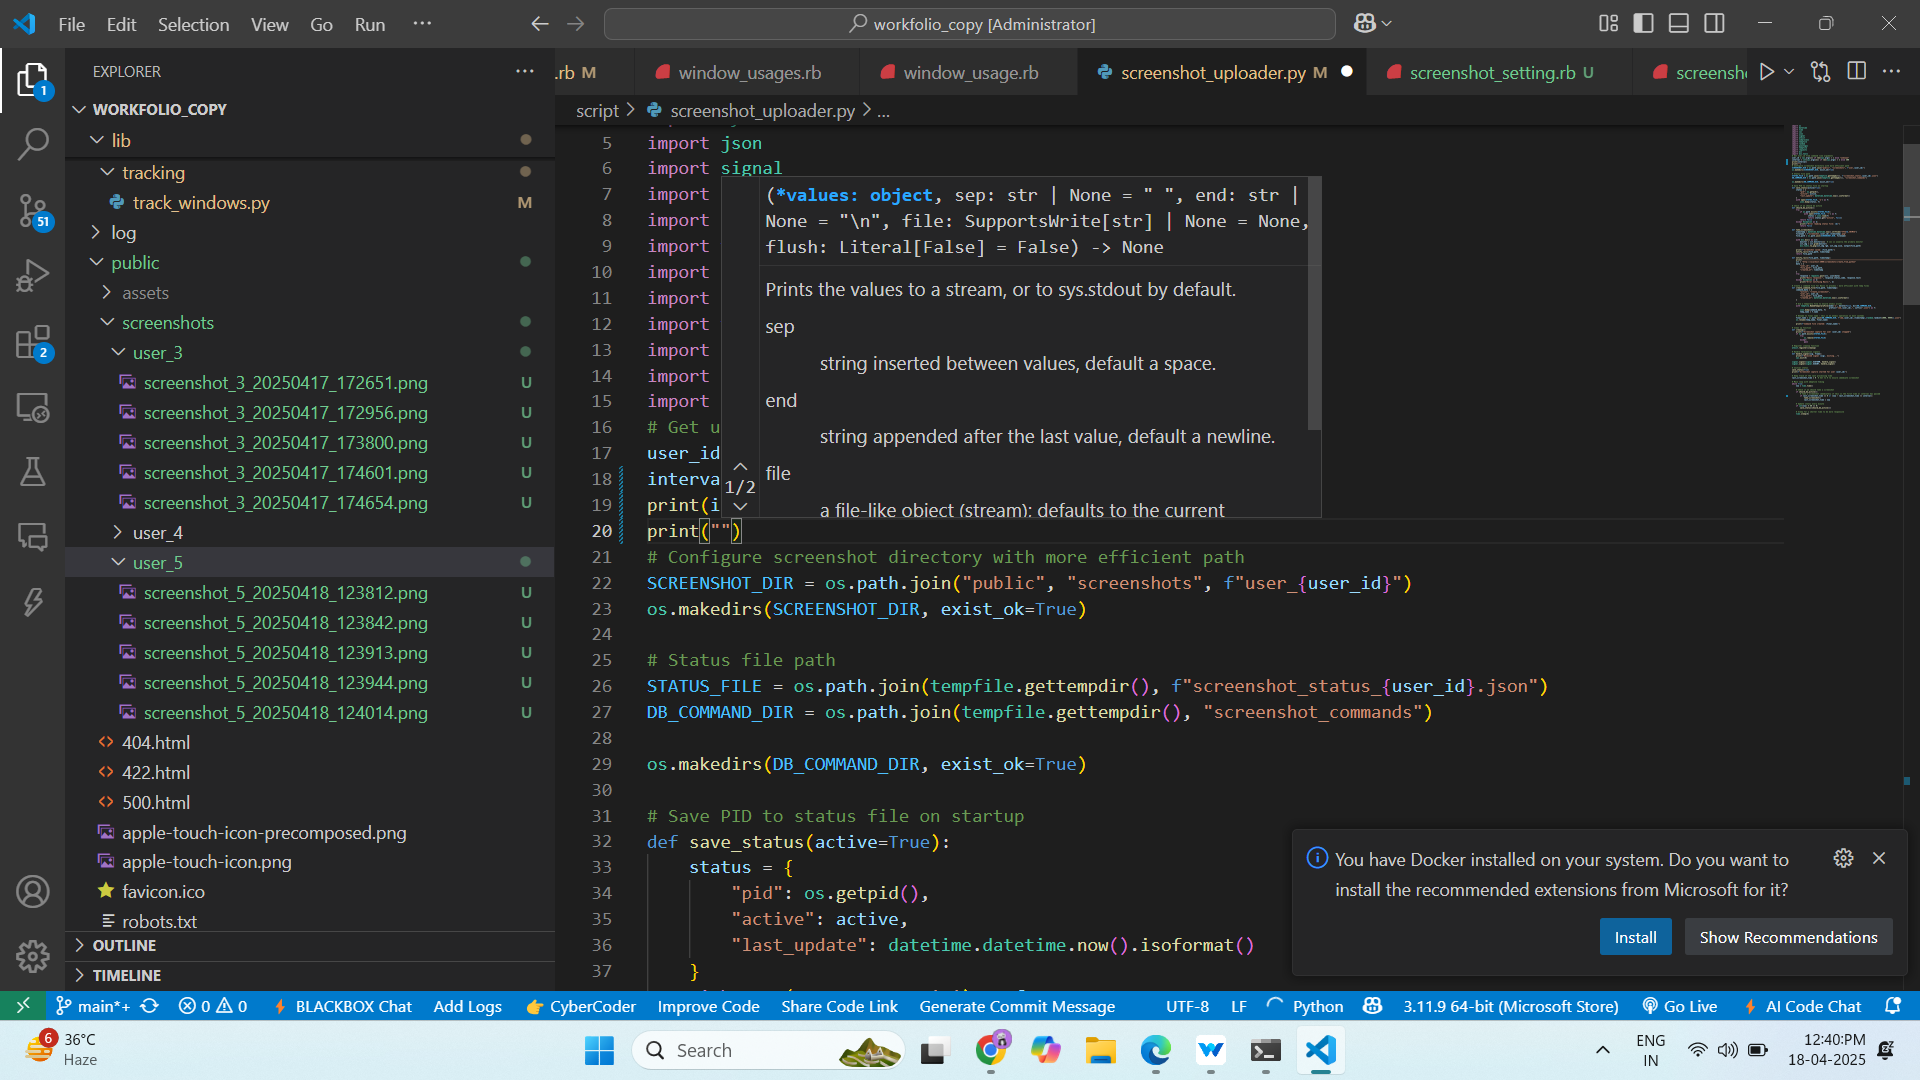 File Edit Selection View Go Run ···
workfolio_copy [Administrator]
EXPLORER
WORKFOLIO_COPY
lib
tracking
track_windows.py M
log
public
assets
screenshots
user_3
screenshot_3_20250417_172651.png U
screenshot_3_20250417_172956.png U
screenshot_3_20250417_173800.png U
screenshot_3_20250417_174601.png U
screenshot_3_20250417_174654.png U
user_4
user_5
screenshot_5_20250418_123812.png U
screenshot_5_20250418_123842.png U
screenshot_5_20250418_123913.png U
screenshot_5_20250418_123944.png U
screenshot_5_20250418_124014.png U
404.html
422.html
500.html
apple-touch-icon-precomposed.png
apple-touch-icon.png
favicon.ico
robots.txt
OUTLINE
TIMELINE
1
51
2
.rb M window_usages.rb window_usage.rb screenshot_uploader.py M screenshot_setting.rb U screensh
script > screenshot_uploader.py > ...
5 import json
6 import signal
7 import
8 import
9 import
10 import
11 import
12 import
13 import
14 import
15 import
16 # Get u
17 user_id
18 interva
19 print(i
20 print("")
21 # Configure screenshot directory with more efficient path
22 SCREENSHOT_DIR = os.path.join("public", "screenshots", f"user_{user_id}")
23 os.makedirs(SCREENSHOT_DIR, exist_ok=True)
24
25 # Status file path
26 STATUS_FILE = os.path.join(tempfile.gettempdir(), f"screenshot_status_{user_id}.json")
27 DB_COMMAND_DIR = os.path.join(tempfile.gettempdir(), "screenshot_commands")
28
29 os.makedirs(DB_COMMAND_DIR, exist_ok=True)
30
31 # Save PID to status file on startup
32 def save_status(active=True):
33 status = {
34 "pid": os.getpid(),
35 "active": active,
36 "last_update": datetime.datetime.now().isoformat()
37 }
(*values: object, sep: str | None = " ", end: str |
None = "\n", file: SupportsWrite[str] | None = None,
flush: Literal[False] = False) -> None
Prints the values to a stream, or to sys.stdout by default.
sep
string inserted between values, default a space.
end
string appended after the last value, default a newline.
file
a file-like object (stream); defaults to the current
1/2
You have Docker installed on your system. Do you want to
install the recommended extensions from Microsoft for it?
Install Show Recommendations
main*+ 0 0 BLACKBOX Chat Add Logs CyberCoder Improve Code Share Code Link Generate Commit Message UTF-8 LF Python 3.11.9 64-bit (Microsoft Store) Go Live AI Code Chat
6 36°C
Haze
Search
ENG
IN
12:40:PM
18-04-2025